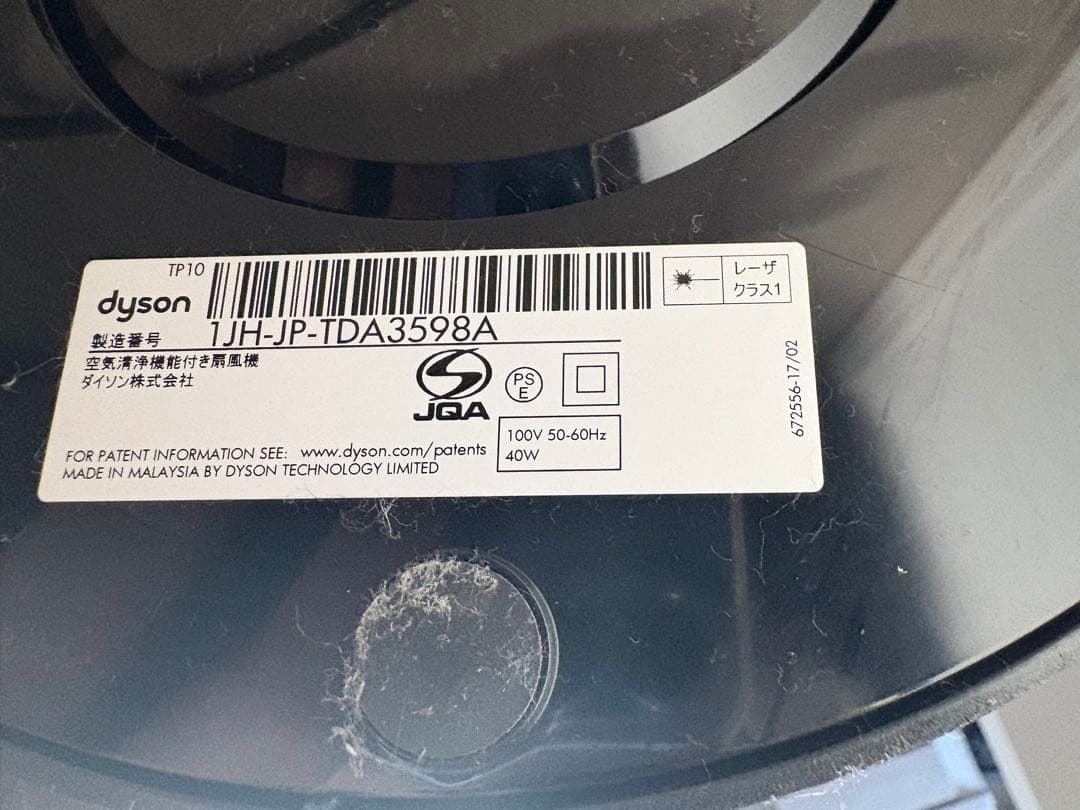 TP10
dyson
レーザ
クラス1
製造番号 1JH-JP-TDA3598A
空気清浄機能付き扇風機
ダイソン株式会社
JQA
PS
E
100V 50-60Hz
40W
FOR PATENT INFORMATION SEE: www.dyson.com/patents
MADE IN MALAYSIA BY DYSON TECHNOLOGY LIMITED
672556-17/02